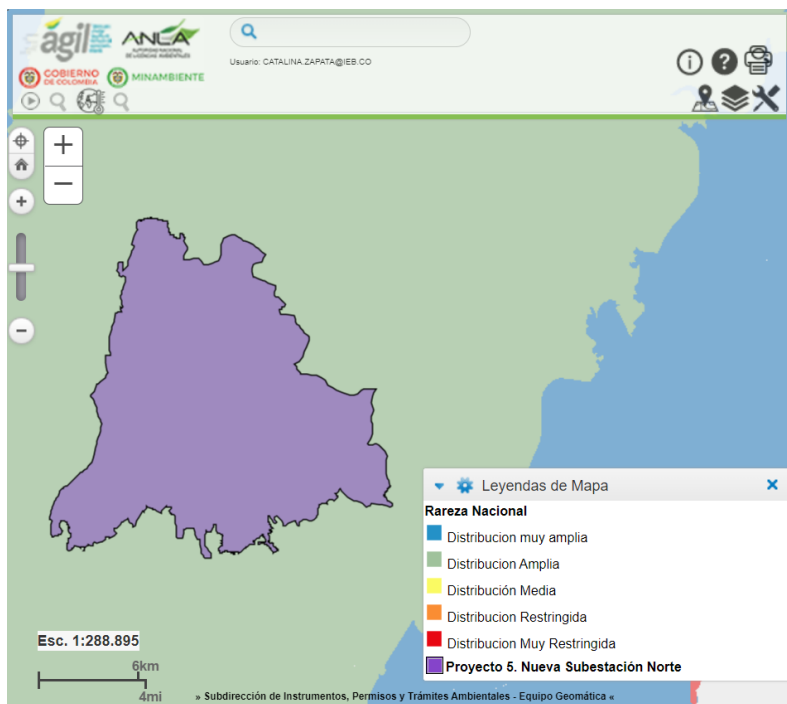 ágil
ANLA
AUTORIDAD NACIONAL
DE LICENCIAS AMBIENTALES
Usuario: CATALINA.ZAPATA@IEB.CO
GOBIERNO
DE COLOMBIA
MINAMBIENTE
Leyendas de Mapa
Rareza Nacional
Distribucion muy amplia
Distribucion Amplia
Distribución Media
Distribucion Restringida
Distribucion Muy Restringida
Proyecto 5. Nueva Subestación Norte
Esc. 1:288.895
6km
4mi
» Subdirección de Instrumentos, Permisos y Trámites Ambientales - Equipo Geomática «